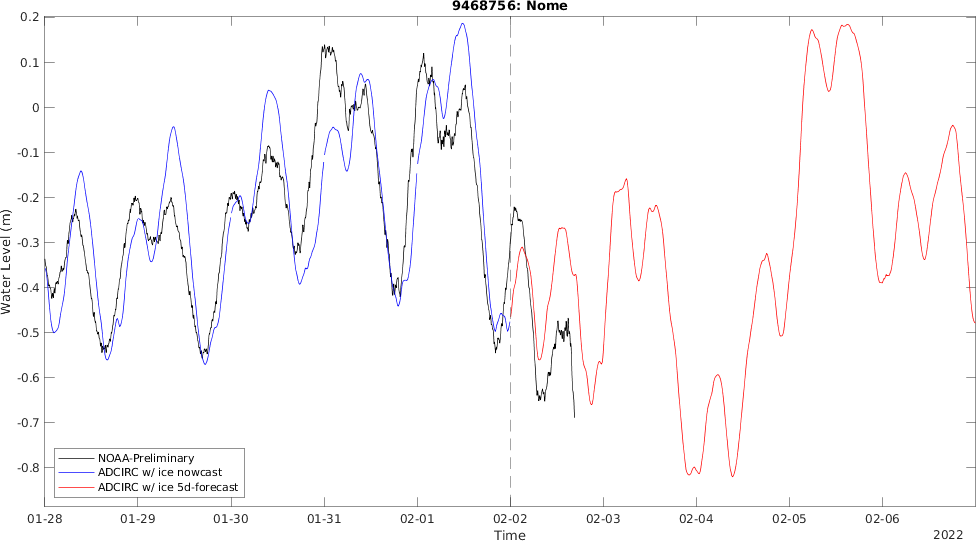 9468756: Nome
0.2
0.1
0
-0.1
-0.2
-0.3
-0.4
-0.5
-0.6
-0.7
-0.8
Water Level (m)
NOAA-Preliminary
ADCIRC w/ ice nowcast
ADCIRC w/ ice 5d-forecast
01-28 01-29 01-30 01-31 02-01 02-02 02-03 02-04 02-05 02-06
Time
2022